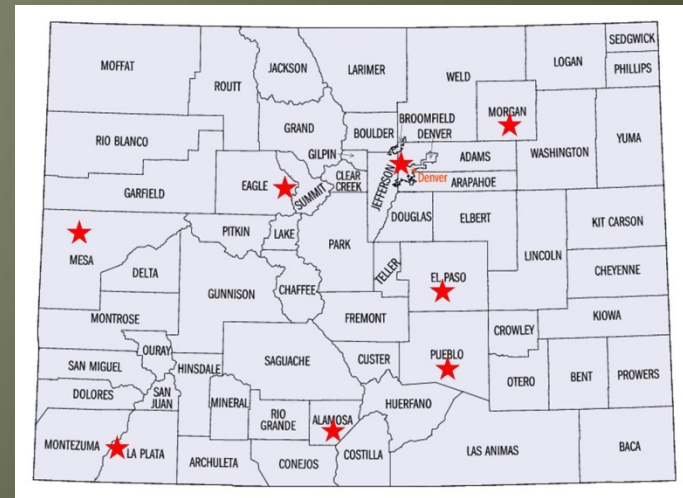 SEDGWICK
MOFFAT
ROUTT
JACKSON
LARIMER
WELD
LOGAN
PHILLIPS
MORGAN
GRAND
BOULDER
BROOMFIELD
DENVER
RIO BLANCO
GILPIN
ADAMS
WASHINGTON
YUMA
GARFIELD
EAGLE
SUMMIT
CLEAR
CREEK
JEFFERSON
Denver
ARAPAHOE
PITKIN
LAKE
PARK
DOUGLAS
ELBERT
KIT CARSON
MESA
DELTA
GUNNISON
CHAFFEE
TELLER
EL PASO
LINCOLN
CHEYENNE
MONTROSE
FREMONT
CROWLEY
KIOWA
OURAY
SAN MIGUEL
HINSDALE
SAGUACHE
CUSTER
PUEBLO
OTERO
BENT
PROWERS
DOLORES
SAN
JUAN
MINERAL
RIO
GRANDE
ALAMOSA
HUERFANO
MONTEZUMA
LA PLATA
ARCHULETA
CONEJOS
COSTILLA
LAS ANIMAS
BACA